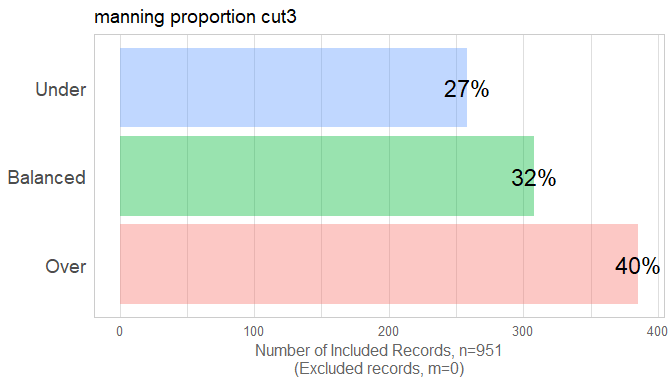 manning proportion cut3
Under
27%
Balanced
32%
Over
40%
0 100 200 300 400
Number of Included Records, n=951
(Excluded records, m=0)